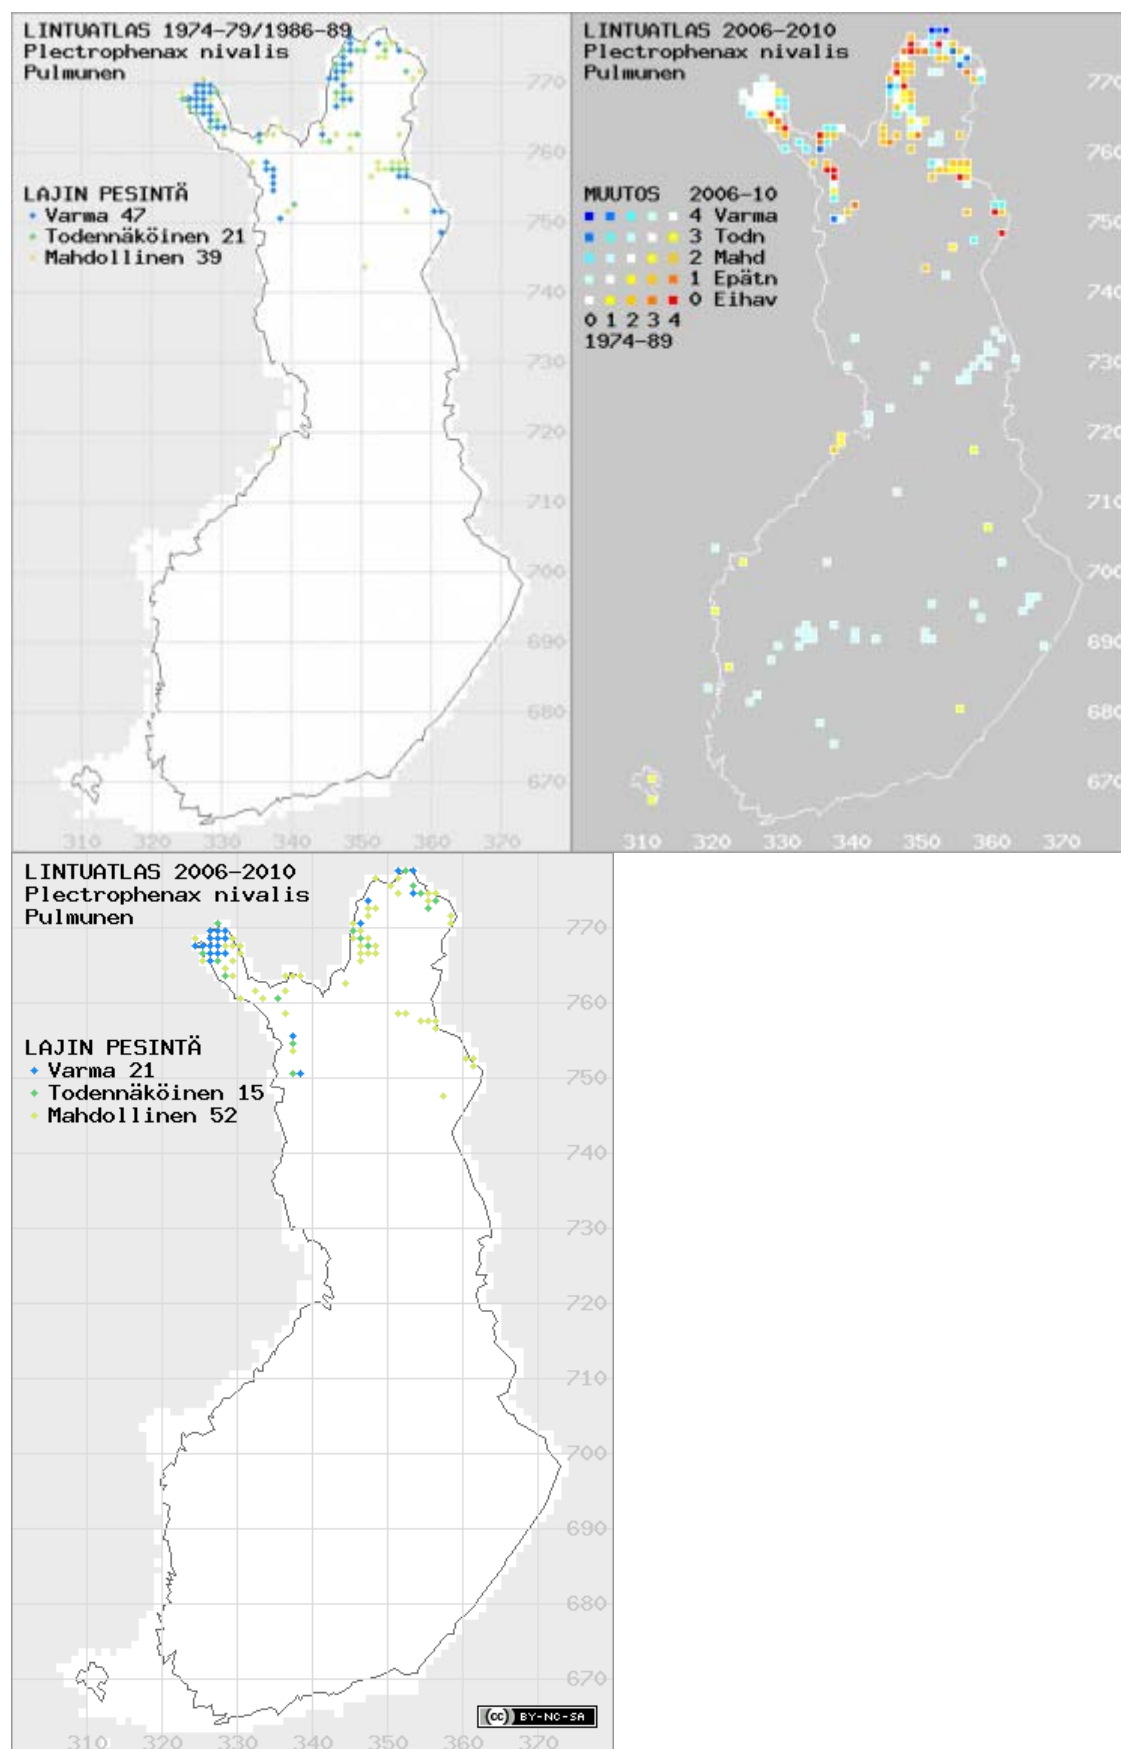 LINTUATLAS 1974-79/1986-89
Plectrophenax nivalis
Pulmunen
770
760
LAJIN PESINTÄ
Varma 47
Todennäköinen 21
Mahdollinen 39
750
740
730
720
710
700
690
680
670
310 320 330 340 350 360 370
LINTUATLAS 2006-2010
Plectrophenax nivalis
Pulmunen
770
760
MUUTOS 2006-10
4 Varma
3 Todn
2 Mahd
1 Epätn
0 Eihav
0 1 2 3 4
1974-89
750
740
730
720
710
700
690
680
670
310 320 330 340 350 360 370
LINTUATLAS 2006-2010
Plectrophenax nivalis
Pulmunen
770
760
LAJIN PESINTÄ
Varma 21
Todennäköinen 15
Mahdollinen 52
750
740
730
720
710
700
690
680
670
(cc) BY-NC-SA
310 320 330 340 350 360 370